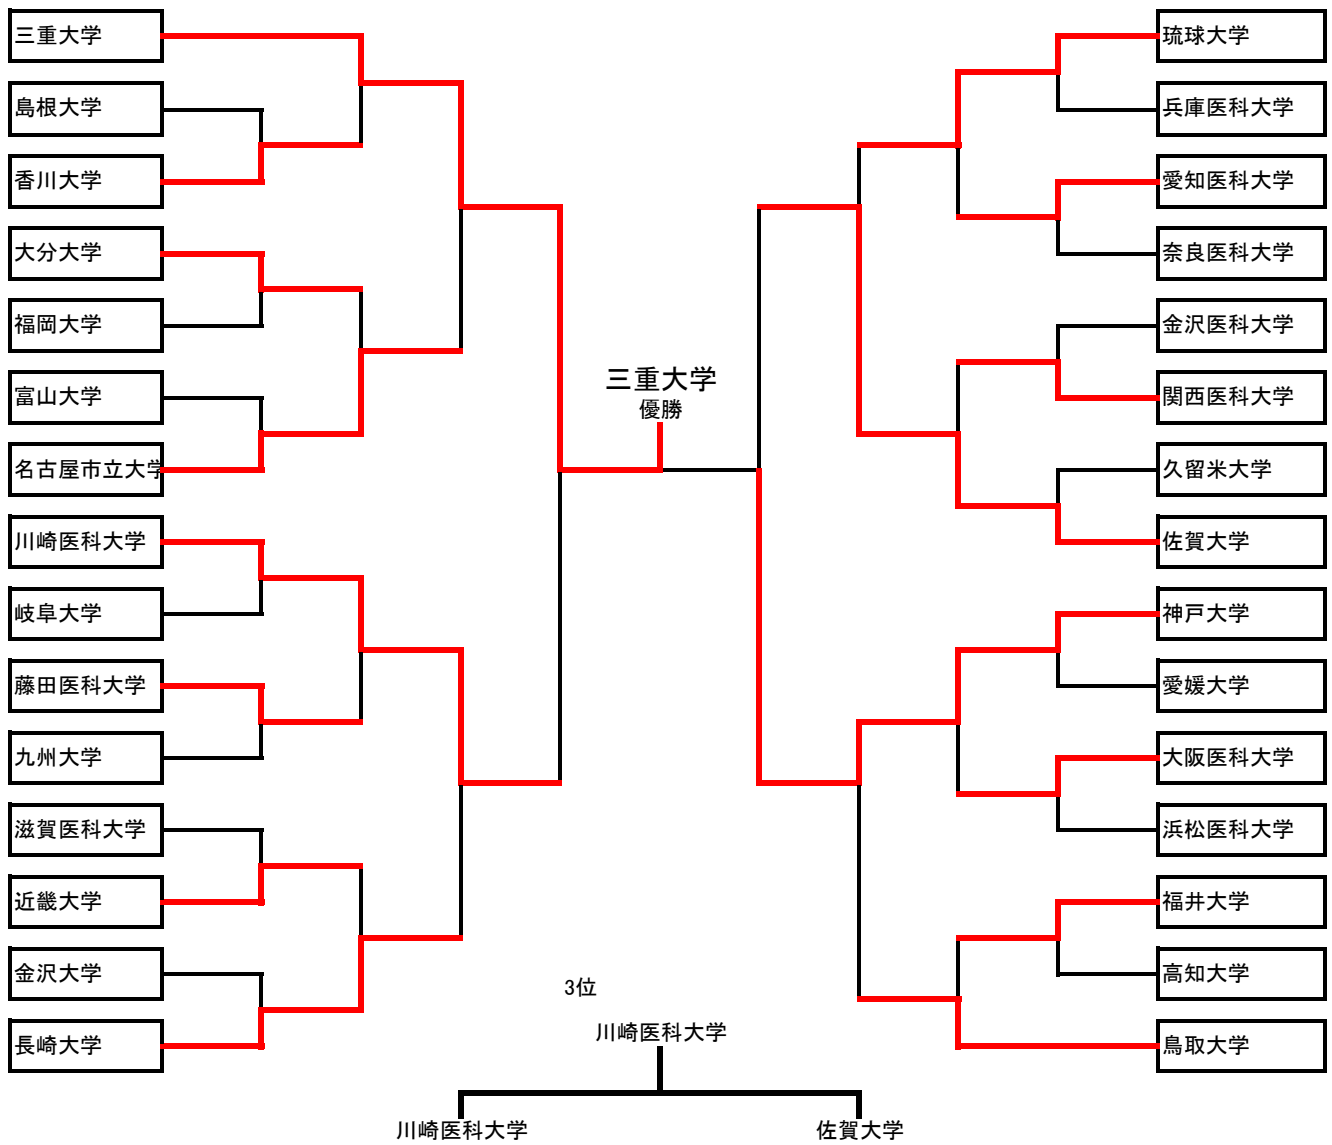 三重大学
島根大学
香川大学
大分大学
福岡大学
富山大学
名古屋市立大学
川崎医科大学
岐阜大学
藤田医科大学
九州大学
滋賀医科大学
近畿大学
金沢大学
長崎大学
三重大学
優勝
琉球大学
兵庫医科大学
愛知医科大学
奈良医科大学
金沢医科大学
関西医科大学
久留米大学
佐賀大学
神戸大学
愛媛大学
大阪医科大学
浜松医科大学
福井大学
高知大学
鳥取大学
3位
川崎医科大学
川崎医科大学
佐賀大学